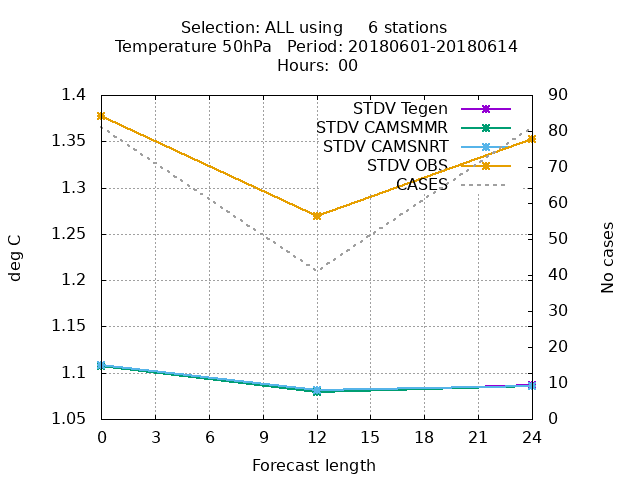 Selection: ALL using     6 stations
Temperature 50hPa   Period: 20180601-20180614
Hours:  00
1.4
1.35
1.3
1.25
1.2
1.15
1.1
1.05
deg C
STDV Tegen
STDV CAMSMMR
STDV CAMSNRT
STDV OBS
CASES
90
80
70
60
50
40
30
20
10
0
No cases
0 3 6 9 12 15 18 21 24
Forecast length